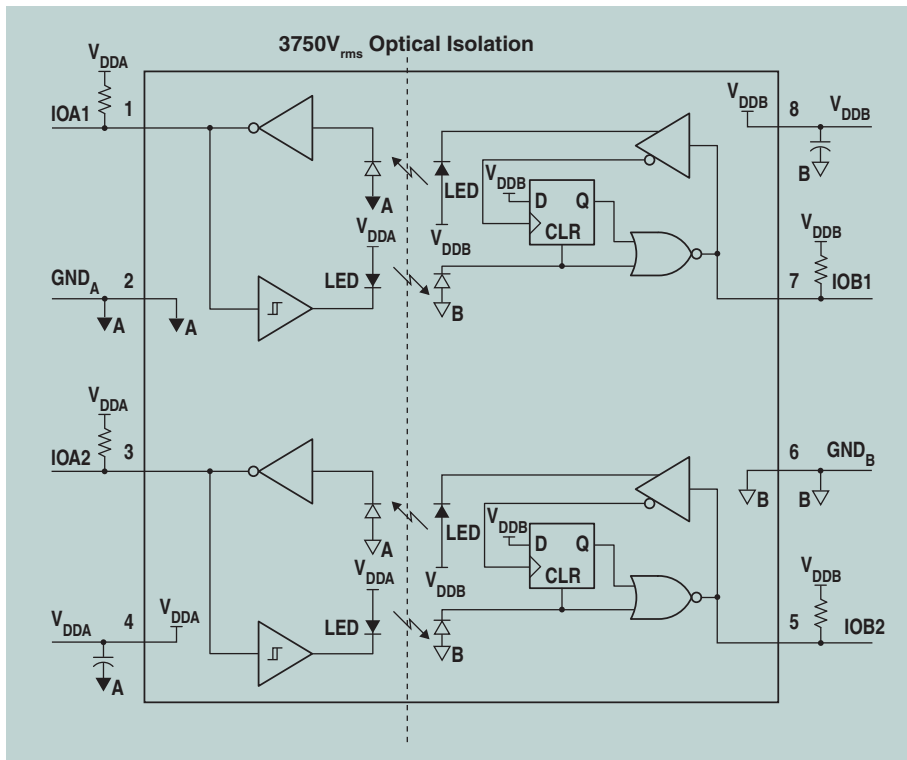 3750Vrms Optical Isolation
VDDA
IOA1
1
VDDB
8
VDDB
B
LED
A
VDDB
D
Q
CLR
VDDA
VDDB
VDDB
GNDA
2
A
A
LED
B
7
IOB1
VDDA
IOA2
3
6
GNDB
B
B
LED
A
VDDB
D
Q
CLR
VDDA
VDDB
VDDB
VDDA
4
VDDA
A
LED
B
5
IOB2